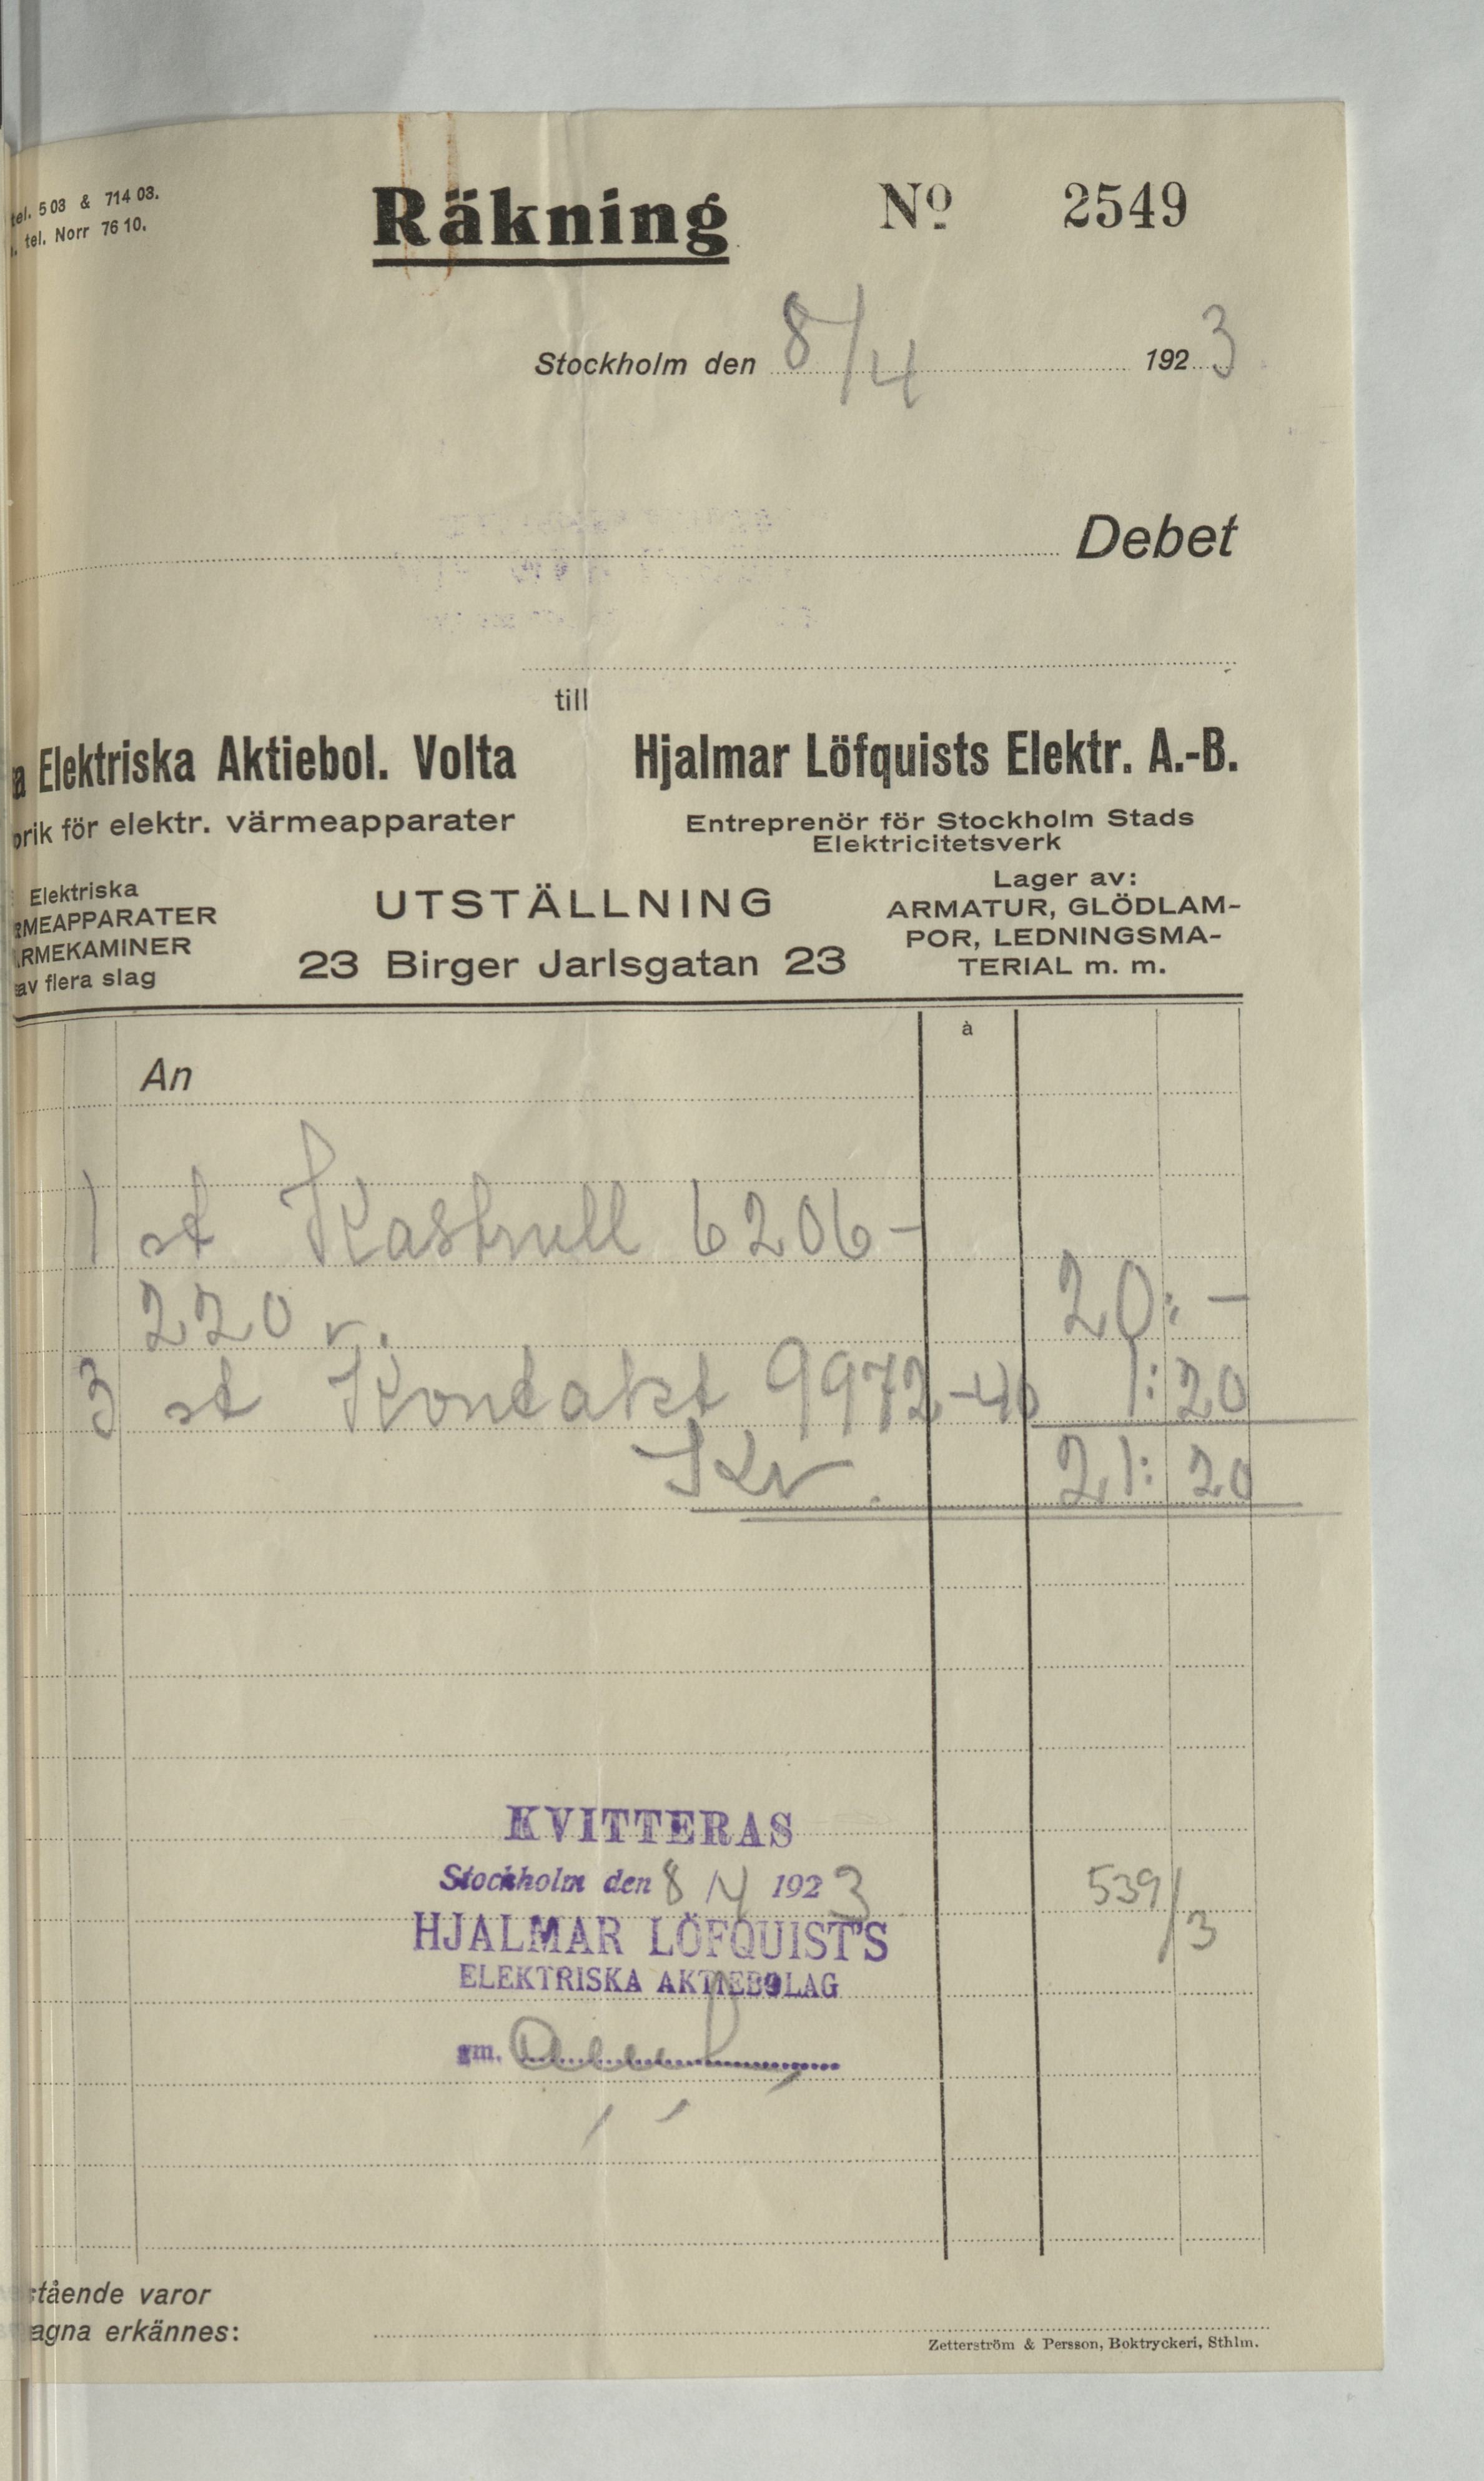 tel. 503 & 714 03.
tel. Norr 76 10.
Räkning
No 2549
Stockholm den 8/4 1923
Debet
till
a Elektriska Aktiebol. Volta
Hjalmar Löfquists Elektr. A.-B.
brik för elektr. värmeapparater
Entreprenör för Stockholm Stads
Elektricitetsverk
Elektriska
RMEAPPARATER
ÄRMEKAMINER
av flera slag
UTSTÄLLNING
23 Birger Jarlsgatan 23
Lager av:
ARMATUR, GLÖDLAM-
POR, LEDNINGSMA-
TERIAL m. m.
à
An
1 st Kastrull 6206-
220 v. 20:-
3 st Kontakt 9972 -40 1:20
Kr. 21:20
KVITTERAS
Stockholm den 8/4 1923
539/3
HJALMAR LÖFQUISTS
ELEKTRISKA AKTIEBOLAG
gm.
stående varor
agna erkännes:
Zetterström & Persson, Boktryckeri, Sthlm.